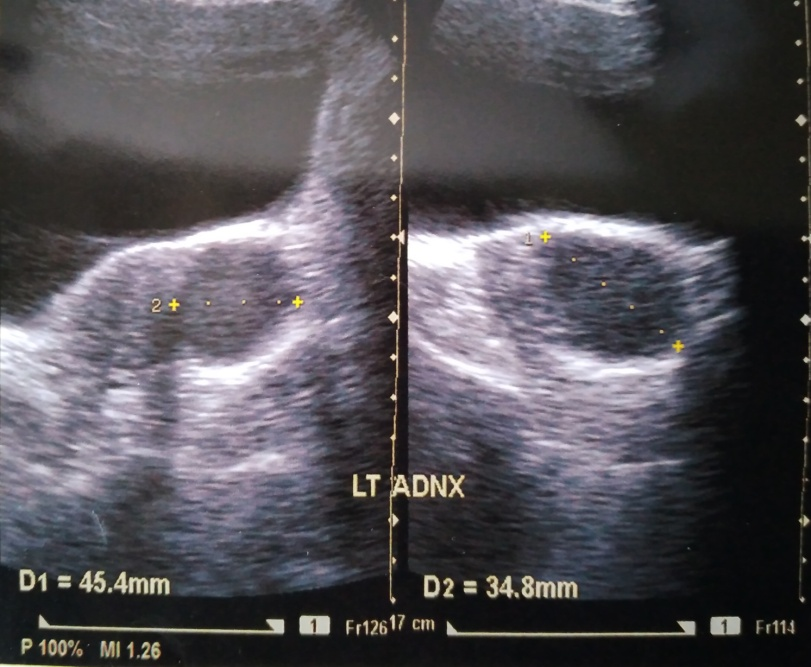 1
2
LT ADNX
D1 = 45.4mm
D2 = 34.8mm
1 Fr126 17 cm
1 Fr114
P 100% MI 1.26